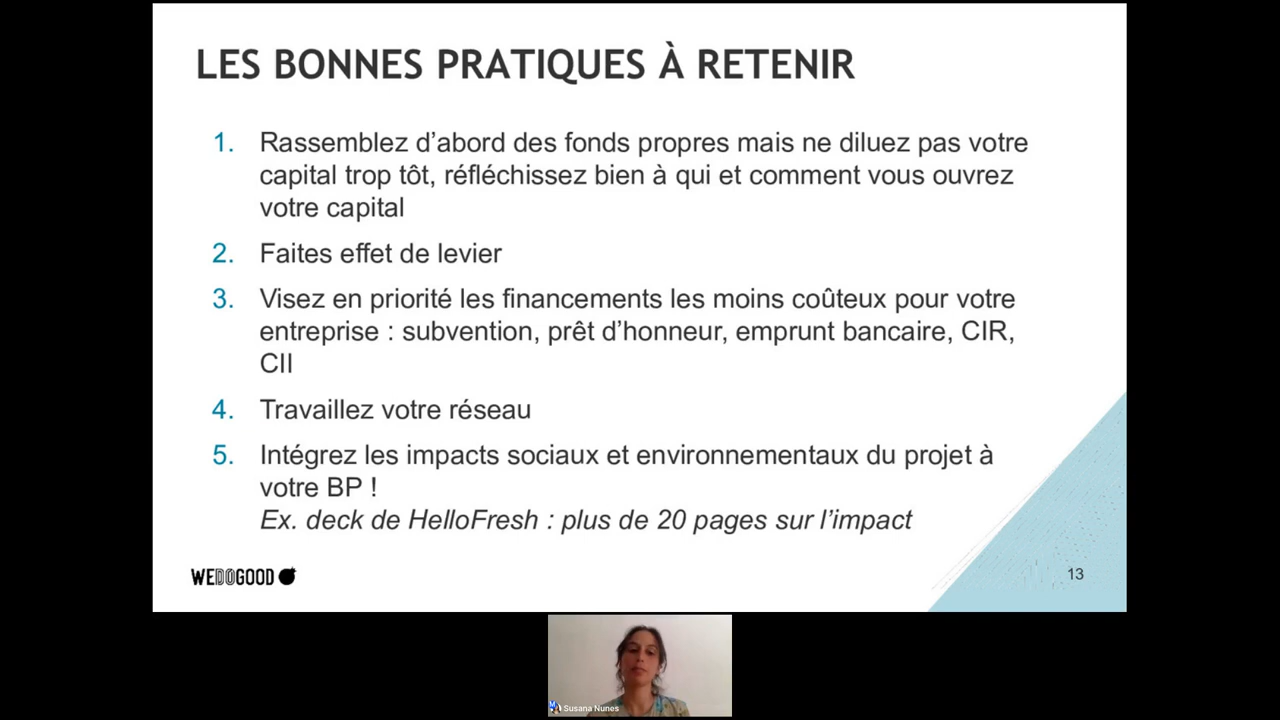 LES BONNES PRATIQUES À RETENIR
1. Rassemblez d’abord des fonds propres mais ne diluez pas votre
capital trop tôt, réfléchissez bien à qui et comment vous ouvrez
votre capital
2. Faites effet de levier
3. Visez en priorité les financements les moins coûteux pour votre
entreprise : subvention, prêt d’honneur, emprunt bancaire, CIR,
CII
4. Travaillez votre réseau
5. Intégrez les impacts sociaux et environnementaux du projet à
votre BP !
Ex. deck de HelloFresh : plus de 20 pages sur l’impact
WEDOGOOD
13
Susana Nunes